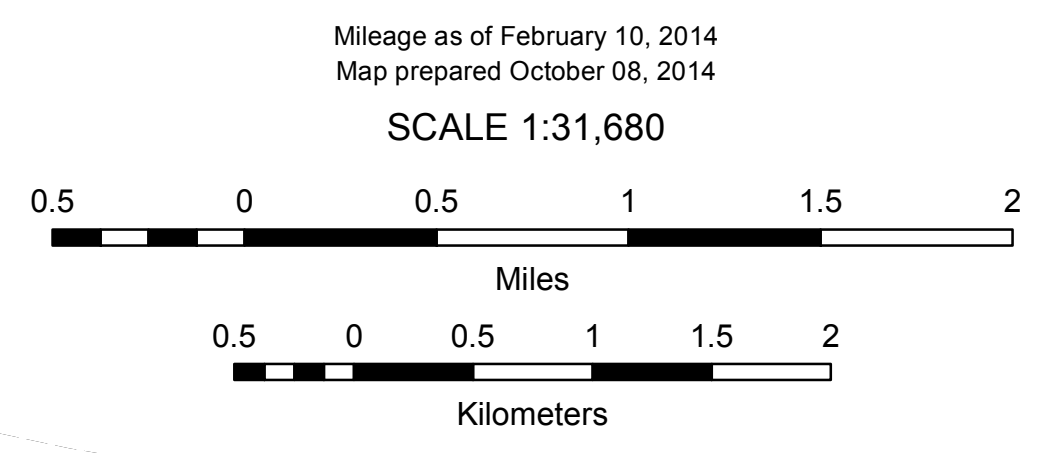 Mileage as of February 10, 2014
Map prepared October 08, 2014
SCALE 1:31,680
0.5 0 0.5 1 1.5 2
Miles
0.5 0 0.5 1 1.5 2
Kilometers